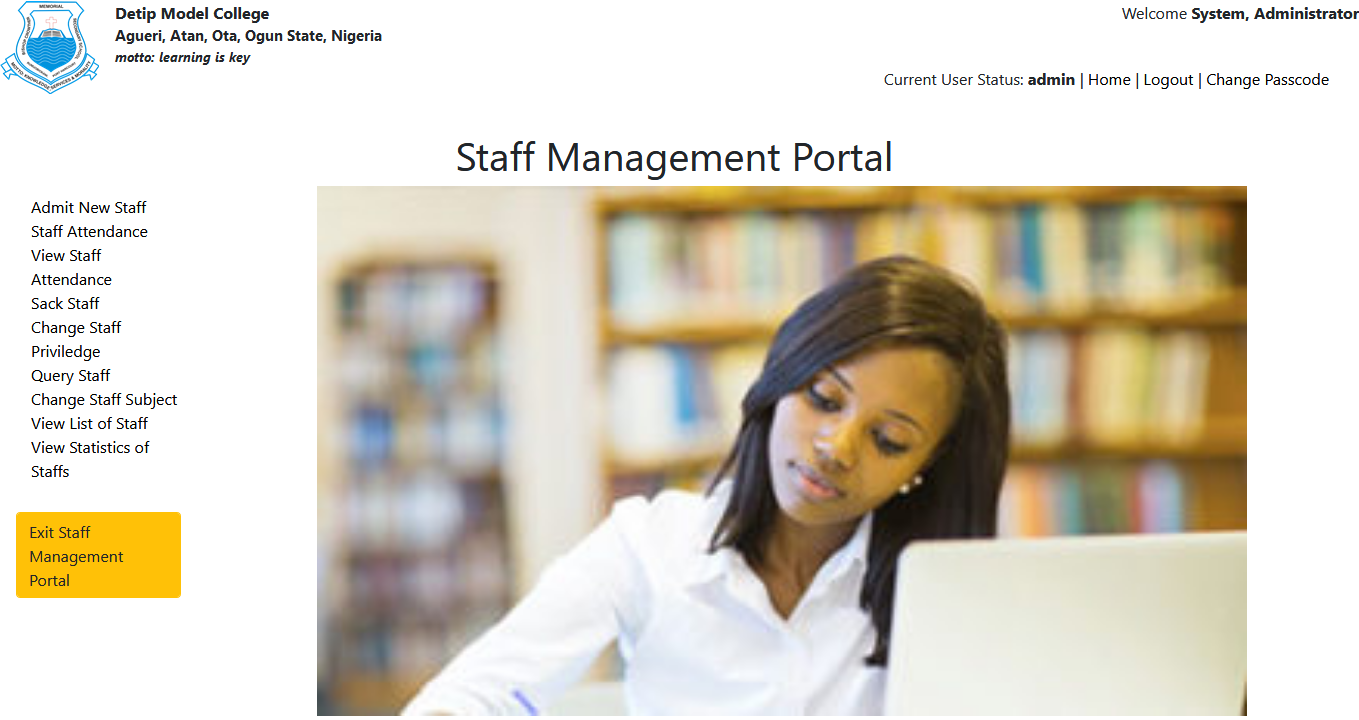 MEMORIAL
Detip Model College
Agueri, Atan, Ota, Ogun State, Nigeria
motto: learning is key
MOTTO: KNOWLEDGE SERVICES &
Welcome System, Administrator
Current User Status: admin | Home | Logout | Change Passcode
Staff Management Portal
Admit New Staff
Staff Attendance
View Staff
Attendance
Sack Staff
Change Staff
Priviledge
Query Staff
Change Staff Subject
View List of Staff
View Statistics of
Staffs
Exit Staff
Management
Portal